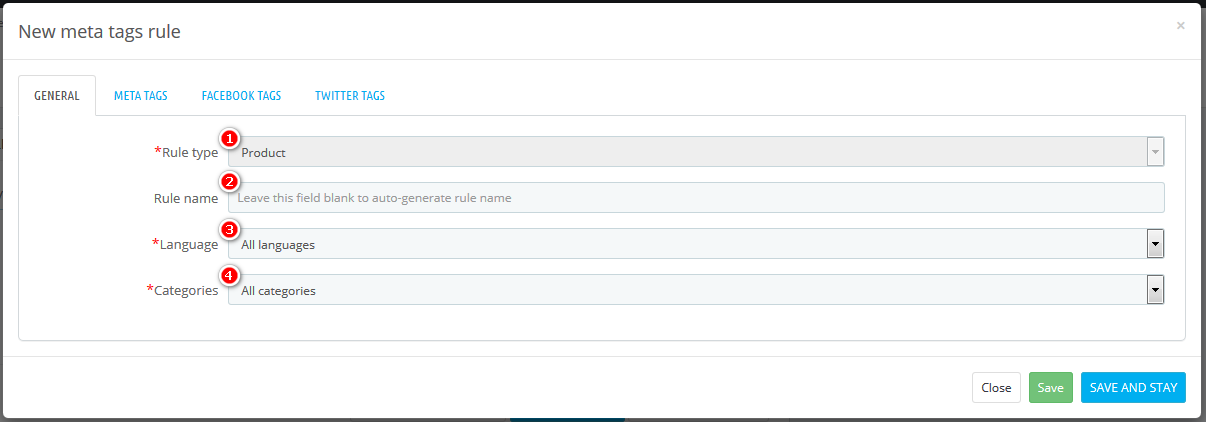 New meta tags rule
×
GENERAL META TAGS FACEBOOK TAGS TWITTER TAGS
1
*Rule type Product
2
Rule name Leave this field blank to auto-generate rule name
3
*Language All languages
4
*Categories All categories
Close Save SAVE AND STAY